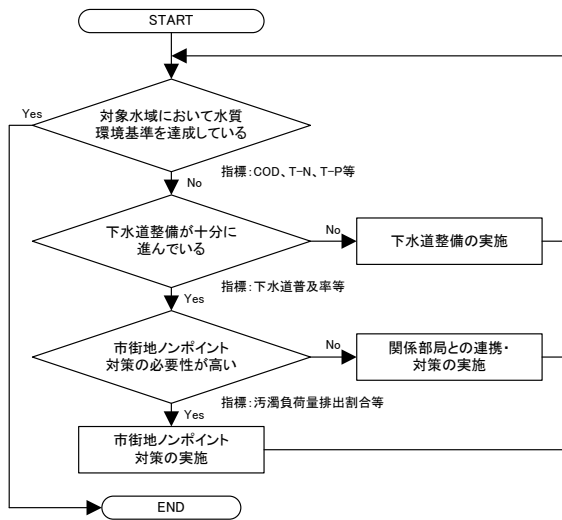 START
対象水域において水質
環境基準を達成している
Yes
指標：COD、T-N、T-P等
No
下水道整備が十分に
進んでいる
No
下水道整備の実施
指標：下水道普及率等
Yes
市街地ノンポイント
対策の必要性が高い
No
関係部局との連携・
対策の実施
指標：汚濁負荷量排出割合等
Yes
市街地ノンポイント
対策の実施
END